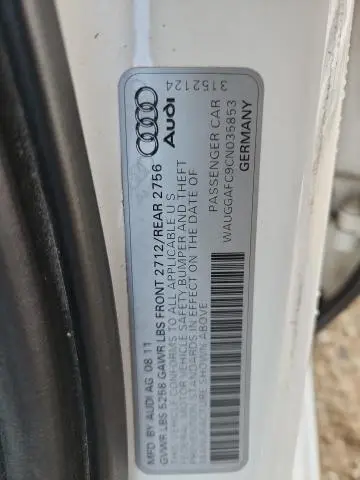 3152124
Audi
MFD. BY AUDI AG 08 11
GVWR LBS 5256 GAWR LBS FRONT 2712/REAR 2756
THIS VEHICLE CONFORMS TO ALL APPLICABLE U S
FEDERAL MOTOR VEHICLE SAFETY,BUMPER AND THEFT
STANDARDS IN EFFECT ON THE DATE OF
MANUFACTURE SHOWN ABOVE
PASSENGER CAR
WAUGGAFC9CN035853
GERMANY